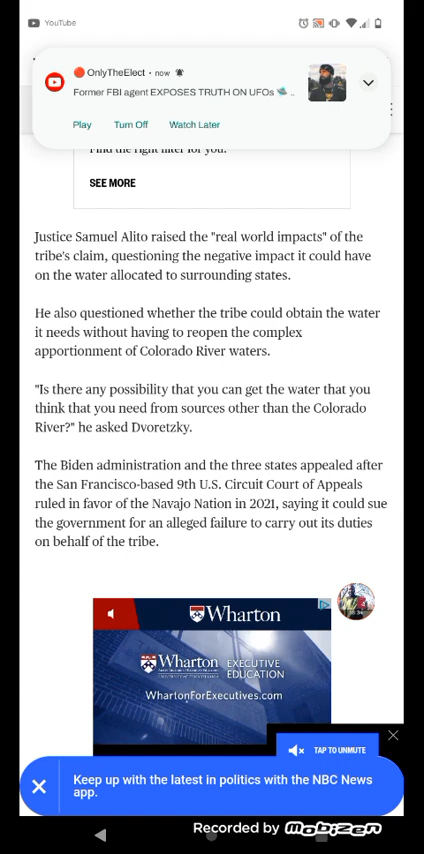 YouTube
OnlyTheElect • now
Former FBI agent EXPOSES TRUTH ON UFOs 🛸 ..
Play Turn Off Watch Later
Find the right filter for you.
SEE MORE
Justice Samuel Alito raised the "real world impacts" of the
tribe's claim, questioning the negative impact it could have
on the water allocated to surrounding states.
He also questioned whether the tribe could obtain the water
it needs without having to reopen the complex
apportionment of Colorado River waters.
"Is there any possibility that you can get the water that you
think that you need from sources other than the Colorado
River?" he asked Dvoretzky.
The Biden administration and the three states appealed after
the San Francisco-based 9th U.S. Circuit Court of Appeals
ruled in favor of the Navajo Nation in 2021, saying it could sue
the government for an alleged failure to carry out its duties
on behalf of the tribe.
Wharton
Wharton EXECUTIVE
EDUCATION
WhartonForExecutives.com
TAP TO UNMUTE
Keep up with the latest in politics with the NBC News
app.
Recorded by Mobizen